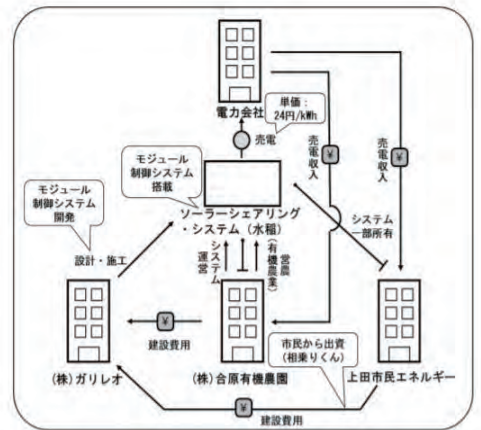 電力会社
単価：
24円/kWh
売電
売電収入
¥
売電収入
¥
モジュール
制御システム
搭載
モジュール
制御システム
開発
ソーラーシェアリング
・システム（水稲）
設計・施工
システム
運営
営農
(有機農業)
システム
一部所有
¥
建設費用
市民から出資
(相乗りくん)
(株)ガリレオ
(株)合原有機農園
上田市民エネルギー
¥
建設費用